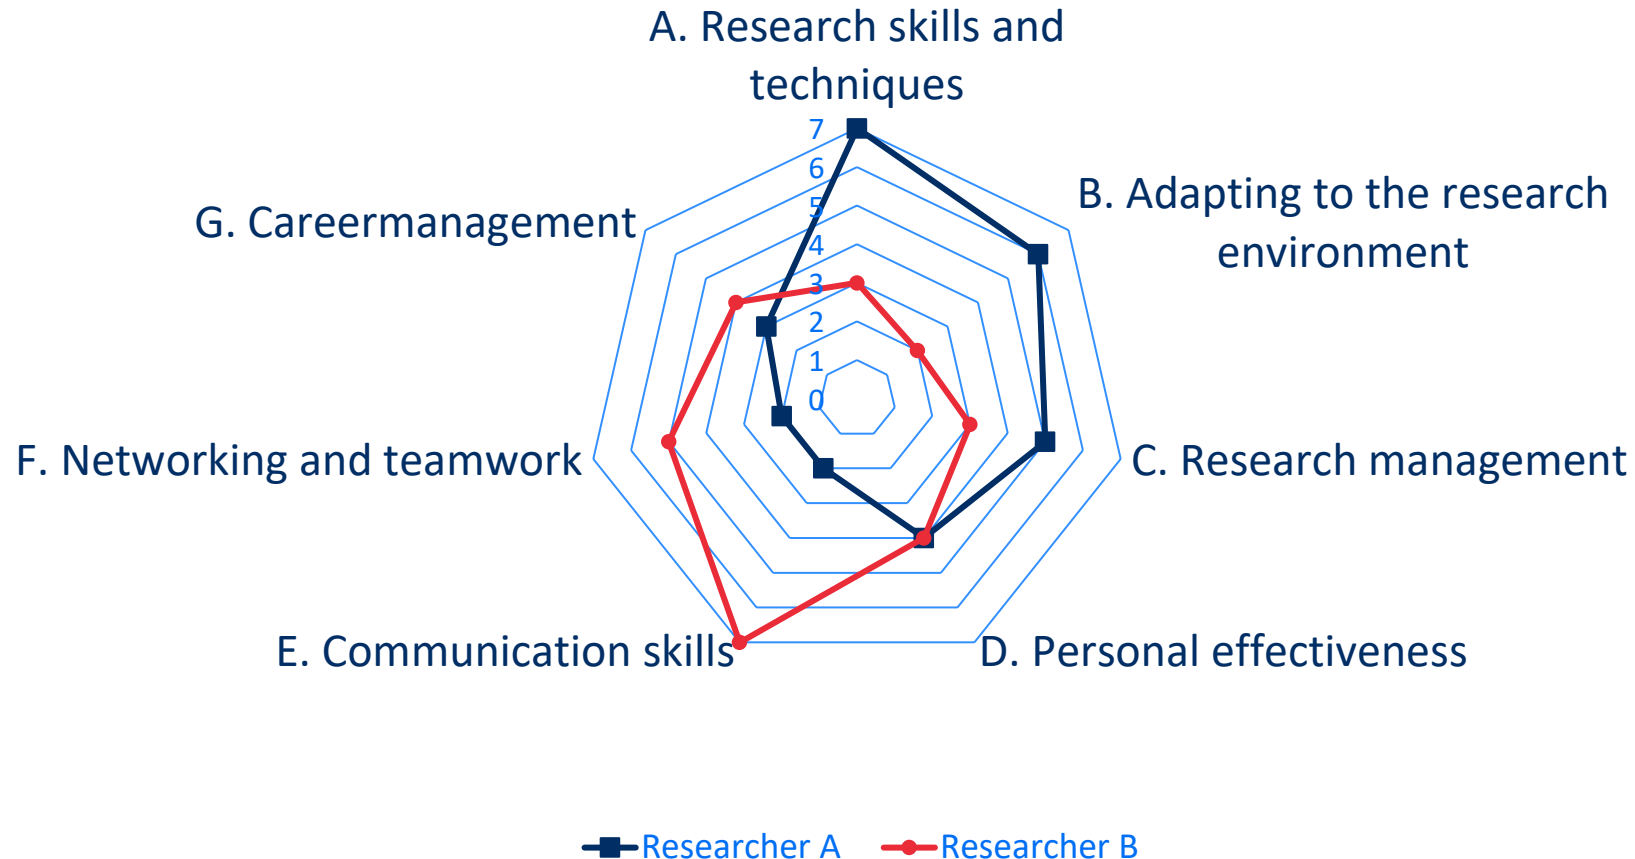 A. Research skills and
techniques
7
6
5
4
3
2
1
0
B. Adapting to the research
environment
G. Careermanagement
F. Networking and teamwork
C. Research management
E. Communication skills
D. Personal effectiveness
Researcher A
Researcher B